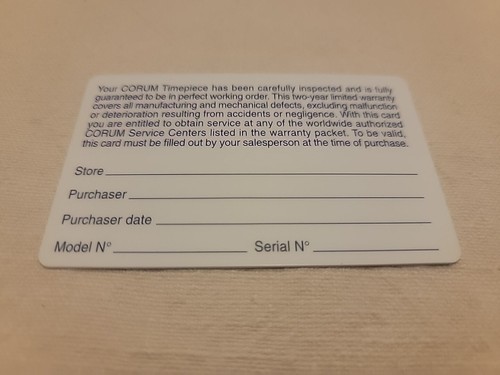 Your CORUM Timepiece has been carefully inspected and is fully
guaranteed to be in perfect working order. This two-year limited warranty
covers all manufacturing and mechanical defects, excluding malfunction
or deterioration resulting from accidents or negligence. With this card
you are entitled to obtain service at any of the worldwide authorized
CORUM Service Centers listed in the warranty packet. To be valid,
this card must be filled out by your salesperson at the time of purchase.
Store
Purchaser
Purchaser date
Model N° Serial N°